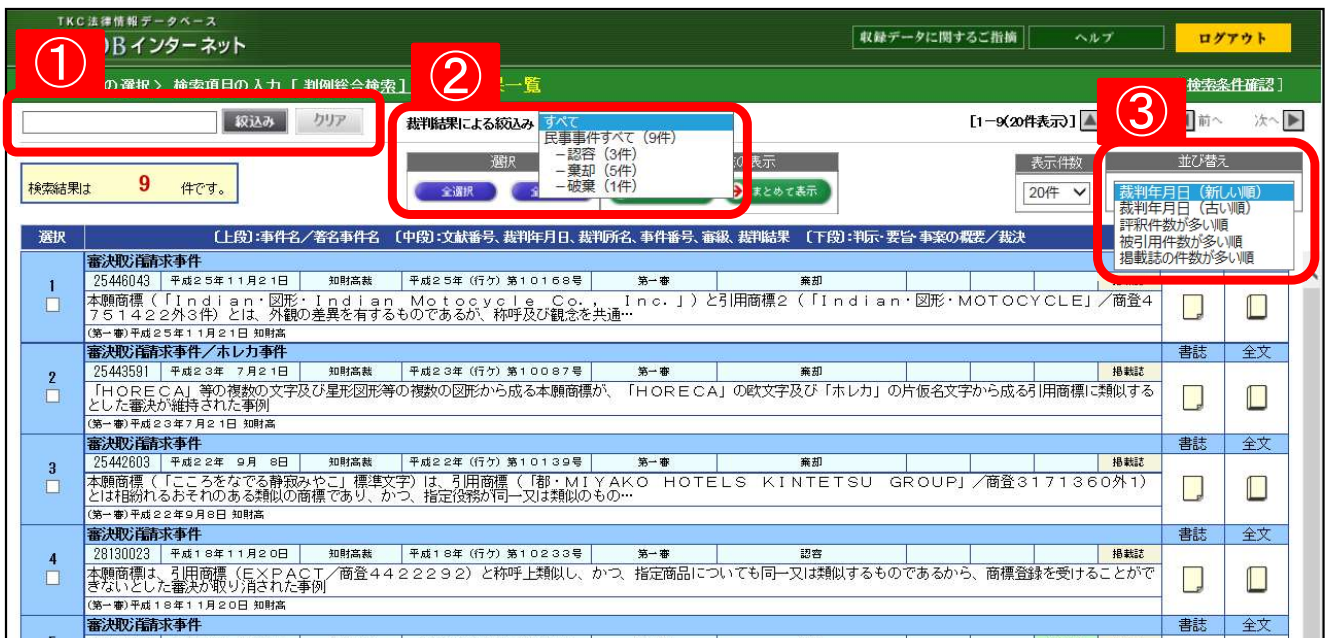 TKC法律情報データベース
Bインターネット
収録データに関するご指摘
ヘルプ
ログアウト
①
②
③
の選択> 検索項目の入力 [ 判例総合検索]
一覧
検索条件確認]
絞込み
クリア
裁判結果による絞込み
すべて
民事事件すべて (9件)
－認容 (3件)
－棄却 (5件)
－破棄 (1件)
[1－9(20件表示)]
前へ
次へ
検索結果は 9 件です。
選択
表示
全選択
まとめて表示
表示件数
20件
並び替え
裁判年月日 (新しい順)
裁判年月日 (古い順)
評釈件数が多い順
被引用件数が多い順
掲載誌の件数が多い順
選択
〔上段〕:事件名/著名事件名 〔中段〕:文献番号、裁判年月日、裁判所名、事件番号、審級、裁判結果 〔下段〕:判示・要旨・事案の概要/裁決
1
審決取消請求事件
25446043 平成25年11月21日 知財高裁 平成25年(行ケ)第10168号 第一審 棄却
本願商標(「Indian・図形・Indian Motocycle Co., Inc.」)と引用商標2(「Indian・図形・MOTOCYCLE」/商登4
751422外3件)とは、外観の差異を有するものであるが、称呼及び観念を共通…
(第一審)平成25年11月21日 知財高
2
審決取消請求事件/ホレカ事件 書誌 全文
25443591 平成23年 7月21日 知財高裁 平成23年(行ケ)第10087号 第一審 棄却 掲載誌
「HORECA」等の複数の文字及び星形図形等の複数の図形から成る本願商標が、「HORECA」の欧文字及び「ホレカ」の片仮名文字から成る引用商標に類似する
とした審決が維持された事例
(第一審)平成23年7月21日 知財高
3
審決取消請求事件 書誌 全文
25442603 平成22年 9月 8日 知財高裁 平成22年(行ケ)第10139号 第一審 棄却 掲載誌
本願商標(「こころをなでる静寂みやこ」標準文字)は、引用商標(「都・MIYAKO HOTELS KINTETSU GROUP」/商登3171360外1)
とは相紛れるおそれのある類似の商標であり、かつ、指定役務が同一又は類似のもの…
(第一審)平成22年9月8日 知財高
4
審決取消請求事件 書誌 全文
28130023 平成18年11月20日 知財高裁 平成18年(行ケ)第10233号 第一審 認容 掲載誌
本願商標は、引用商標(EXPACT/商登4422292)と称呼上類似し、かつ、指定商品についても同一又は類似するものであるから、商標登録を受けることがで
きないとした審決が取り消された事例
(第一審)平成18年11月20日 知財高
審決取消請求事件 書誌 全文